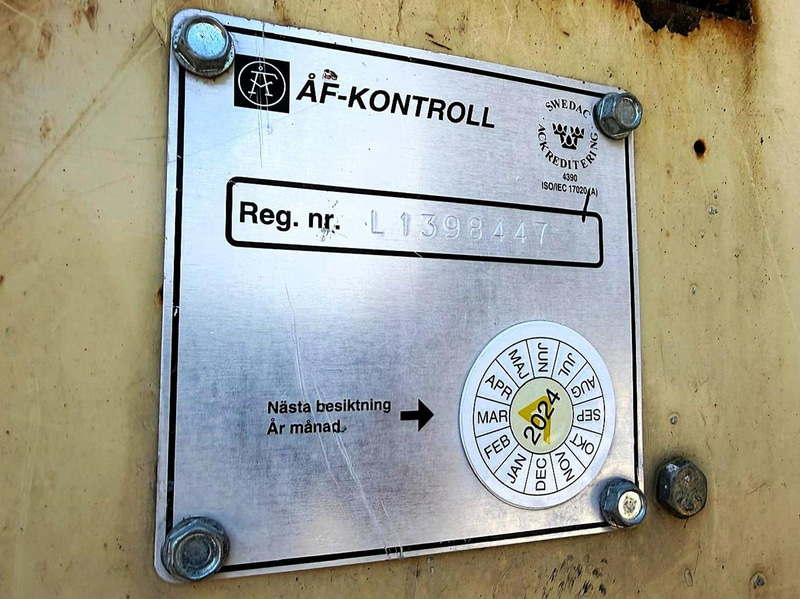 ÅF
ÅF-KONTROLL
SWEDAC
ACKREDITERING
4390
ISO/IEC 17020 (A)
Reg. nr. L1398447
Nästa besiktning
År månad.
JAN
FEB
MAR
APR
MAJ
JUN
JUL
AUG
SEP
OKT
NOV
DEC
2024